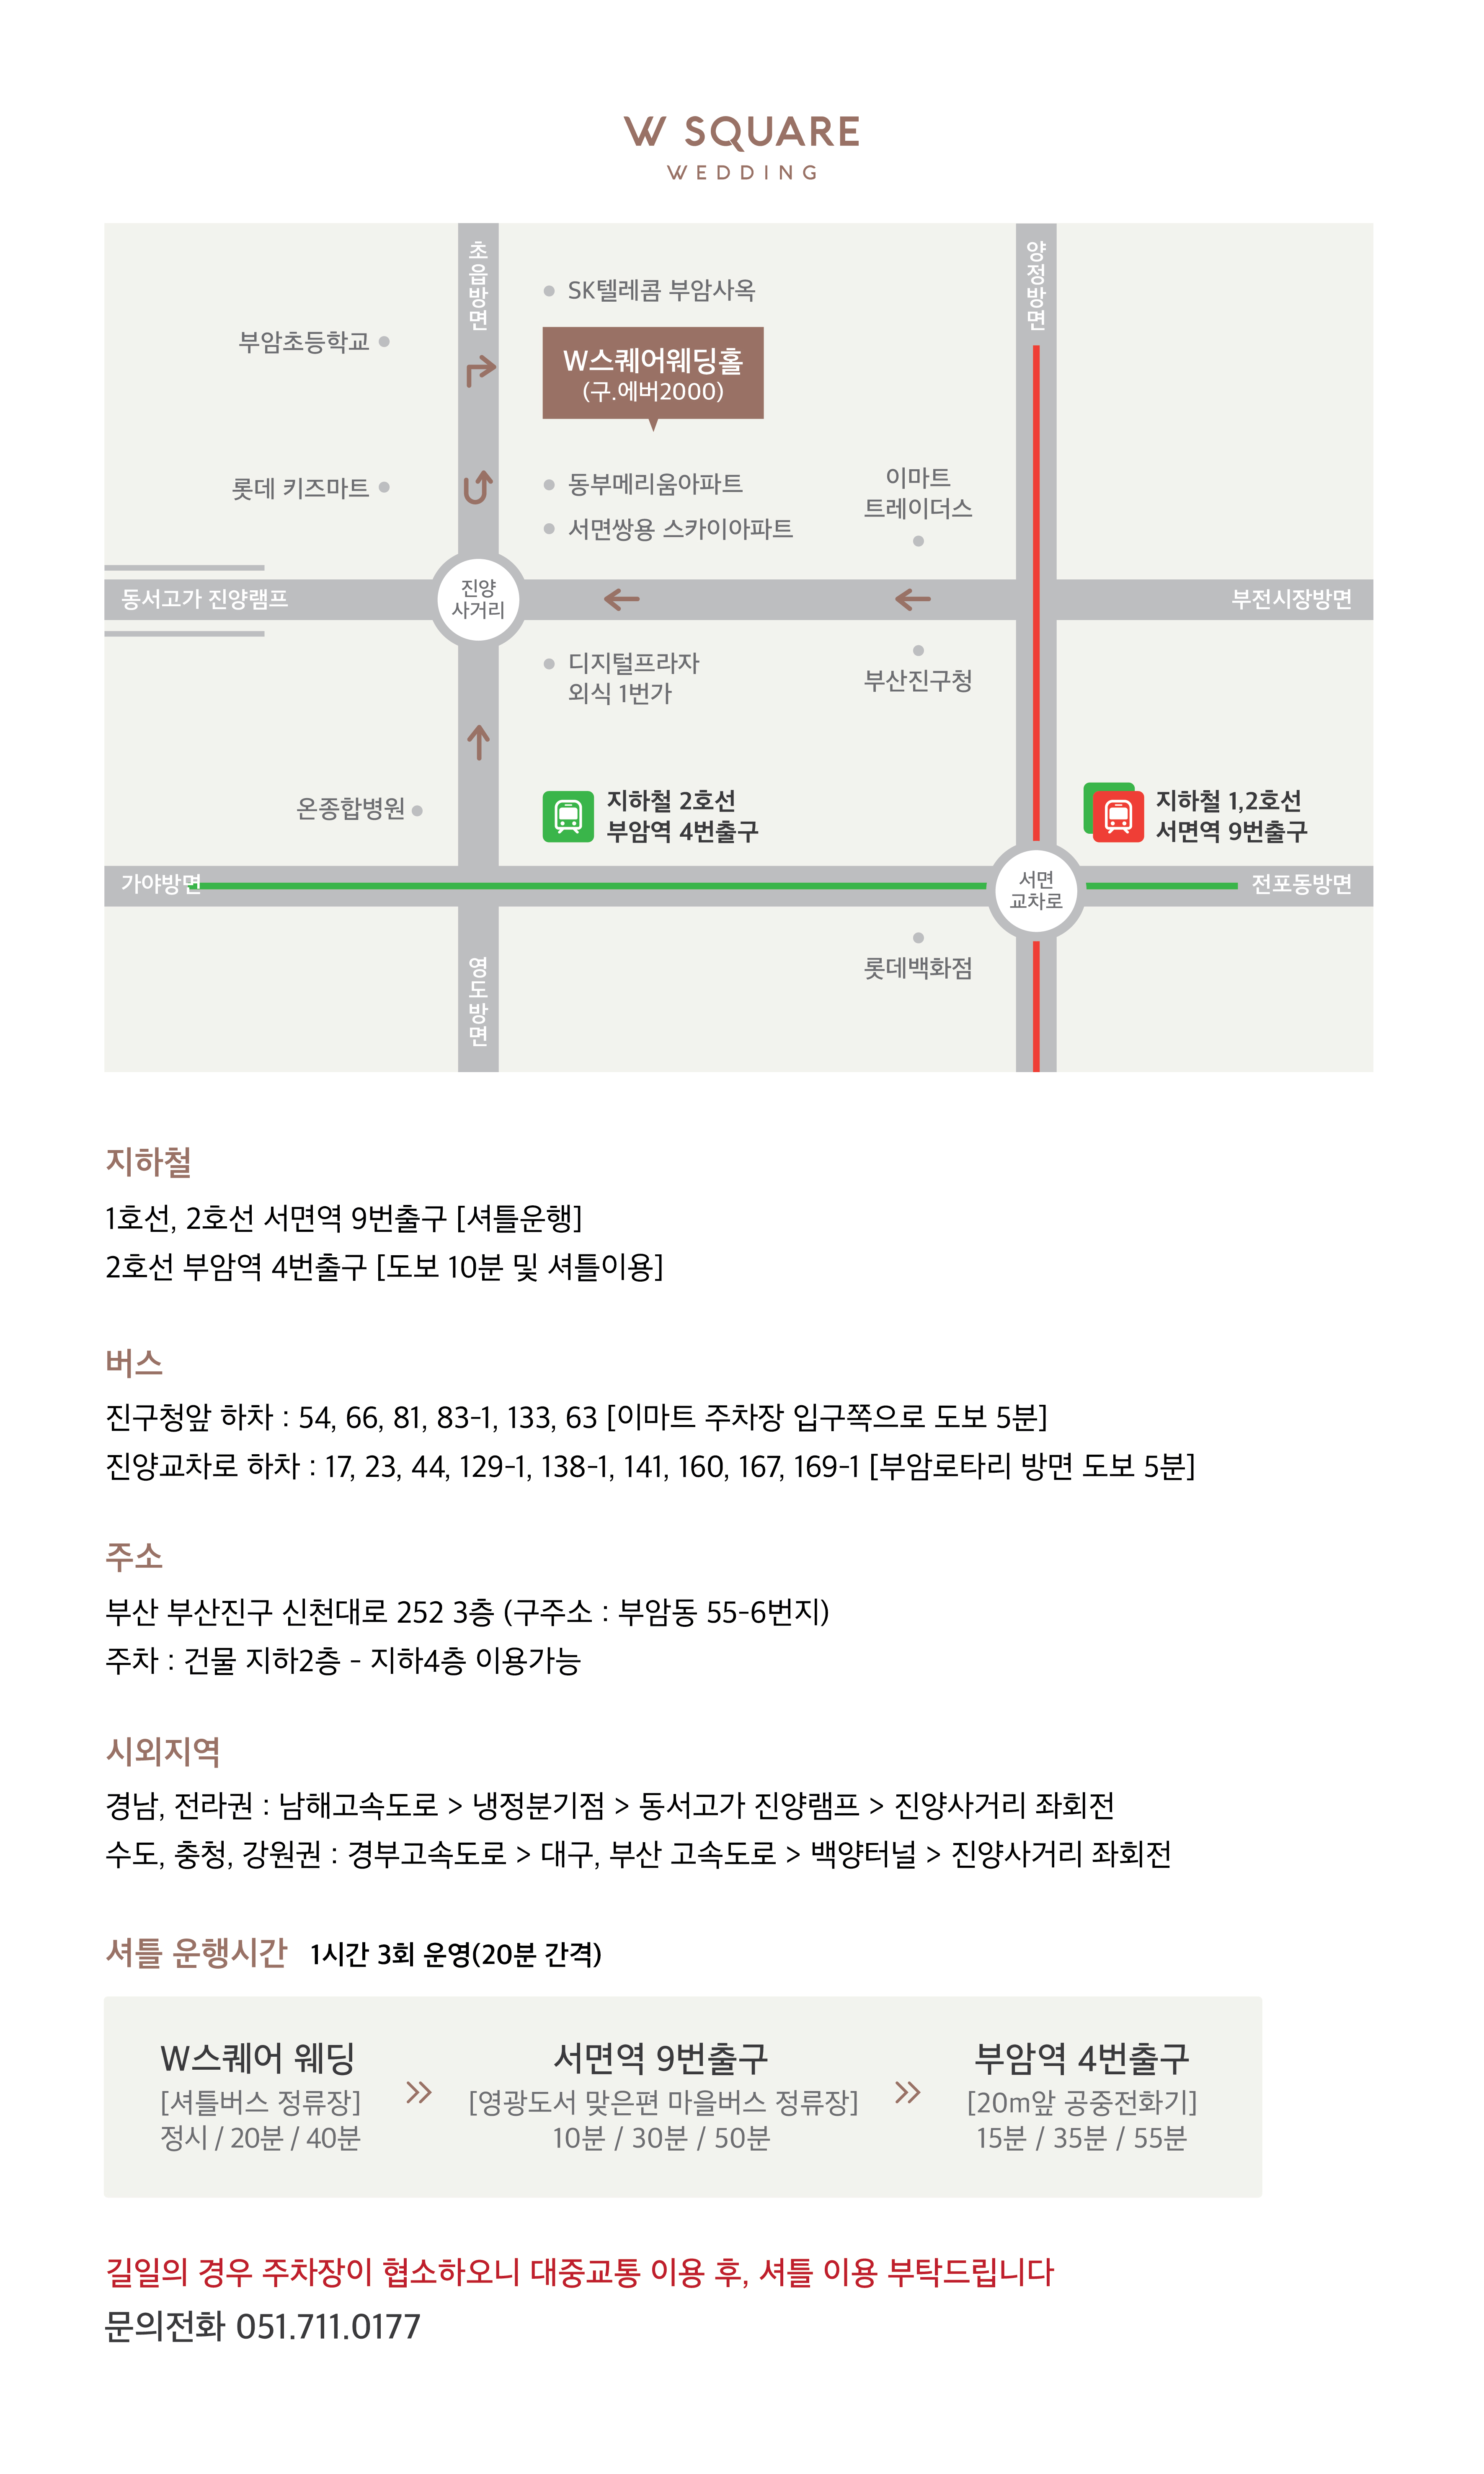 W SQUARE
WEDDING
초읍방면
양정방면
SK텔레콤 부암사옥
부암초등학교
W스퀘어웨딩홀
(구.에버2000)
롯데 키즈마트
동부메리움아파트
서면쌍용 스카이아파트
이마트
트레이더스
동서고가 진양램프
진양
사거리
부전시장방면
디지털프라자
외식 1번가
부산진구청
온종합병원
지하철 2호선
부암역 4번출구
지하철 1,2호선
서면역 9번출구
가야방면
서면
교차로
전포동방면
영도방면
롯데백화점
지하철
1호선, 2호선 서면역 9번출구 [셔틀운행]
2호선 부암역 4번출구 [도보 10분 및 셔틀이용]
버스
진구청앞 하차 : 54, 66, 81, 83-1, 133, 63 [이마트 주차장 입구쪽으로 도보 5분]
진양교차로 하차 : 17, 23, 44, 129-1, 138-1, 141, 160, 167, 169-1 [부암로타리 방면 도보 5분]
주소
부산 부산진구 신천대로 252 3층 (구주소 : 부암동 55-6번지)
주차 : 건물 지하2층 - 지하4층 이용가능
시외지역
경남, 전라권 : 남해고속도로 > 냉정분기점 > 동서고가 진양램프 > 진양사거리 좌회전
수도, 충청, 강원권 : 경부고속도로 > 대구, 부산 고속도로 > 백양터널 > 진양사거리 좌회전
셔틀 운행시간 1시간 3회 운영(20분 간격)
W스퀘어 웨딩
[셔틀버스 정류장]
정시 / 20분 / 40분
서면역 9번출구
[영광도서 맞은편 마을버스 정류장]
10분 / 30분 / 50분
부암역 4번출구
[20m앞 공중전화기]
15분 / 35분 / 55분
길일의 경우 주차장이 협소하오니 대중교통 이용 후, 셔틀 이용 부탁드립니다
문의전화 051.711.0177